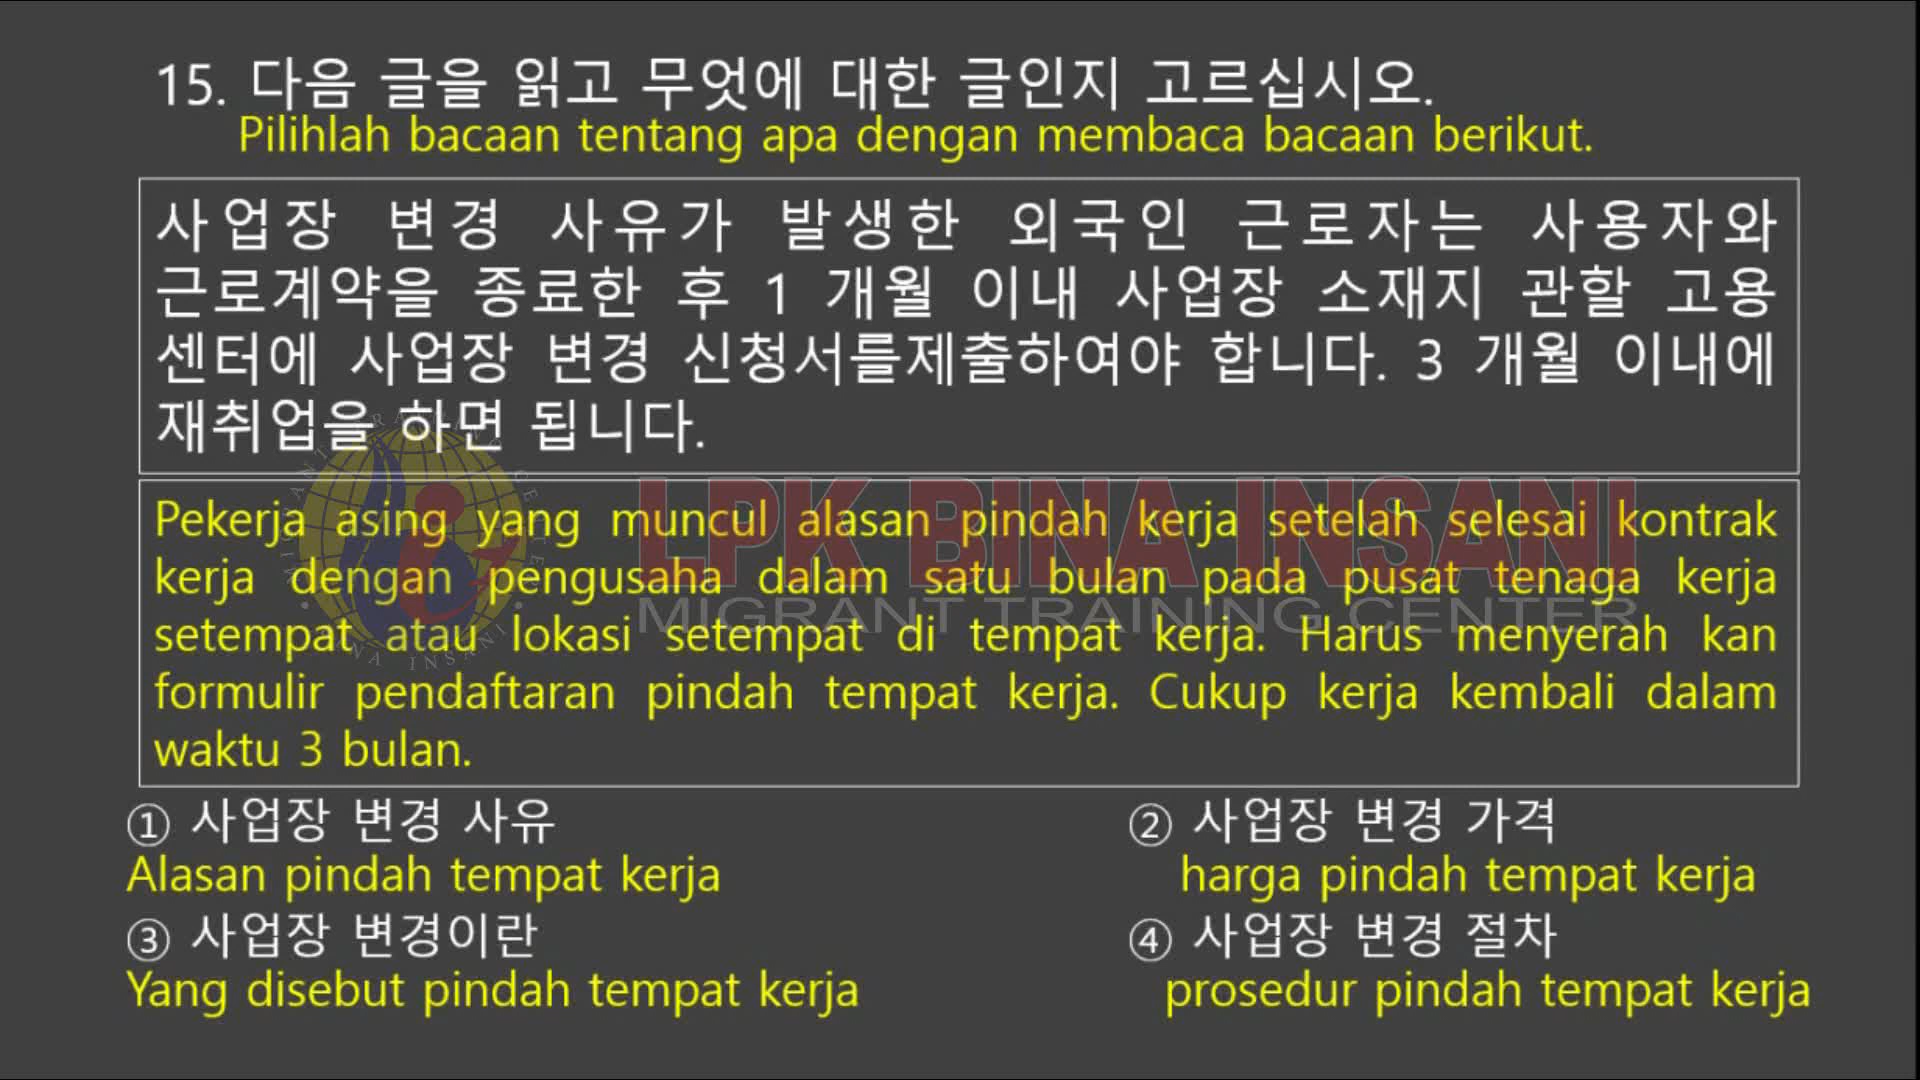 15. 다음 글을 읽고 무엇에 대한 글인지 고르십시오.
Pilihlah bacaan tentang apa dengan membaca bacaan berikut.
사업장 변경 사유가 발생한 외국인 근로자는 사용자와
근로계약을 종료한 후 1 개월 이내 사업장 소재지 관할 고용
센터에 사업장 변경 신청서를제출하여야 합니다. 3 개월 이내에
재취업을 하면 됩니다.
Pekerja asing yang muncul alasan pindah kerja setelah selesai kontrak
kerja dengan pengusaha dalam satu bulan pada pusat tenaga kerja
setempat atau lokasi setempat di tempat kerja. Harus menyerah kan
formulir pendaftaran pindah tempat kerja. Cukup kerja kembali dalam
waktu 3 bulan.
LPK BINA INSANI
MIGRANT TRAINING CENTER
① 사업장 변경 사유
Alasan pindah tempat kerja
② 사업장 변경 가격
harga pindah tempat kerja
③ 사업장 변경이란
Yang disebut pindah tempat kerja
④ 사업장 변경 절차
prosedur pindah tempat kerja